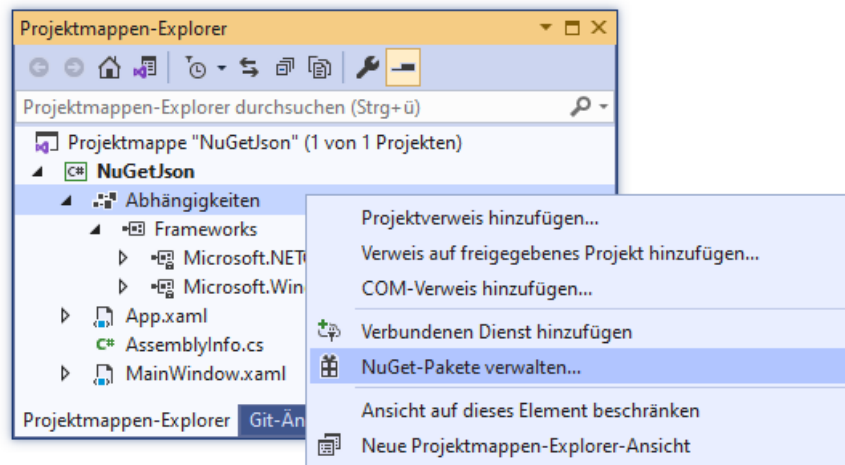 Projektmappen-Explorer
Projektmappen-Explorer durchsuchen (Strg+ü)
Projektmappe "NuGetJson" (1 von 1 Projekten)
C# NuGetJson
Abhängigkeiten
Frameworks
Microsoft.NET
Microsoft.Win
App.xaml
C# AssemblyInfo.cs
MainWindow.xaml
Projektmappen-Explorer Git-Än
Projektverweis hinzufügen...
Verweis auf freigegebenes Projekt hinzufügen...
COM-Verweis hinzufügen...
Verbundenen Dienst hinzufügen
NuGet-Pakete verwalten...
Ansicht auf dieses Element beschränken
Neue Projektmappen-Explorer-Ansicht